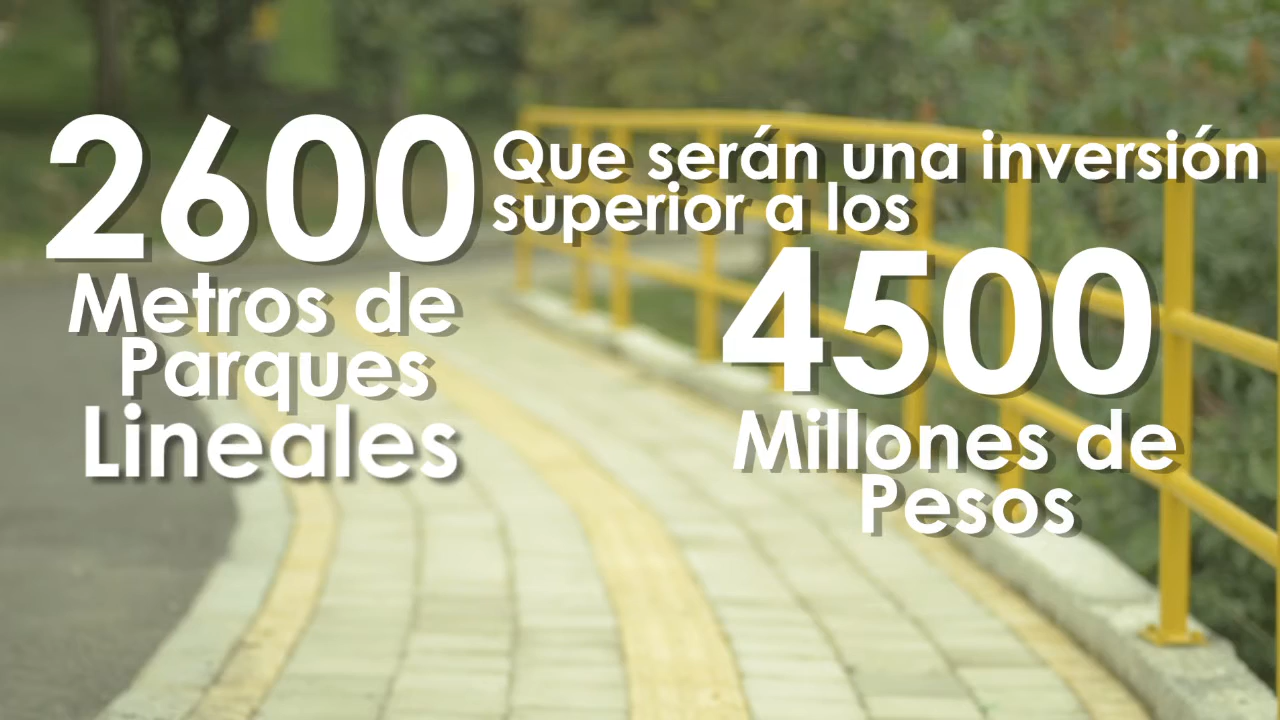 2600
Metros de
Parques
Lineales
Que serán una inversión
superior a los
4500
Millones de
Pesos